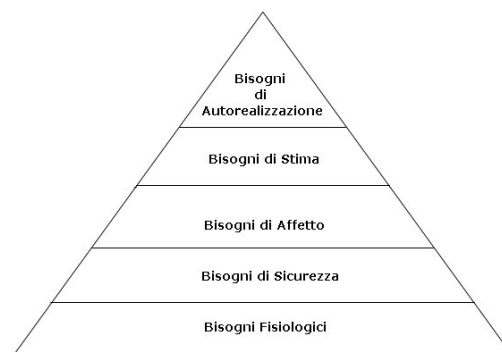 Bisogni
di
Autorealizzazione
Bisogni di Stima
Bisogni di Affetto
Bisogni di Sicurezza
Bisogni Fisiologici